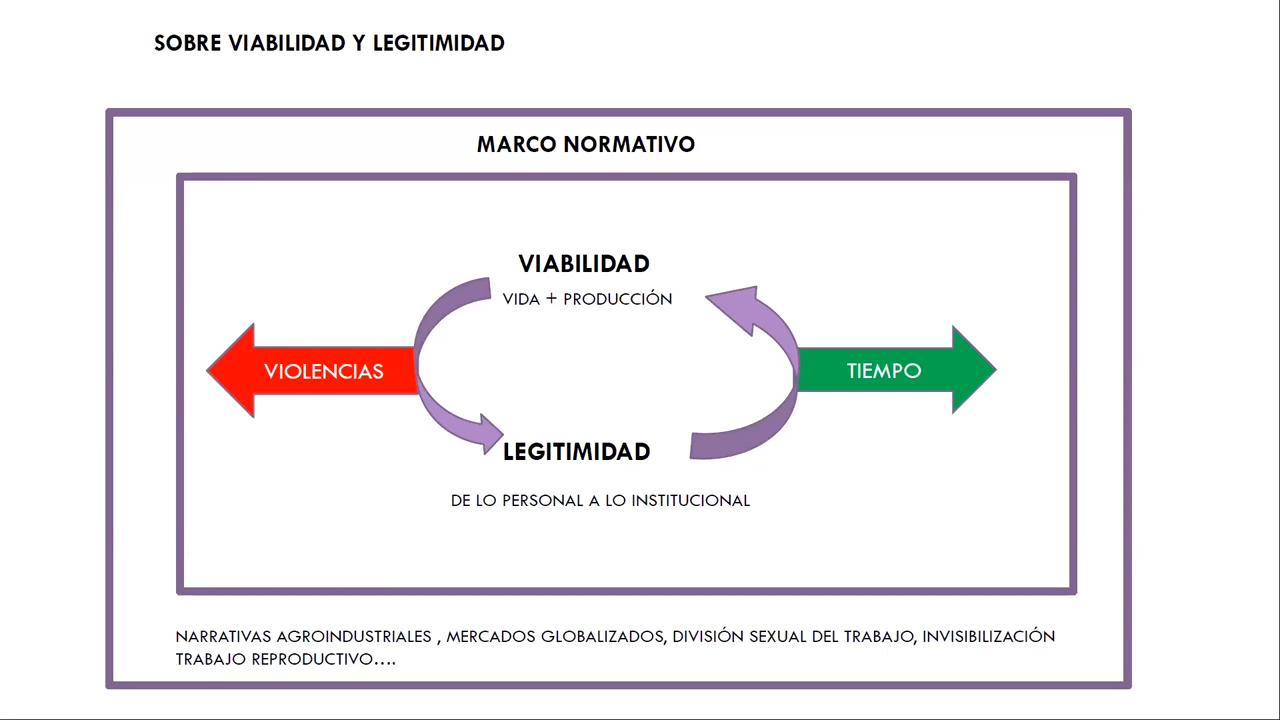 SOBRE VIABILIDAD Y LEGITIMIDAD
MARCO NORMATIVO
VIABILIDAD
VIDA + PRODUCCIÓN
VIOLENCIAS
TIEMPO
LEGITIMIDAD
DE LO PERSONAL A LO INSTITUCIONAL
NARRATIVAS AGROINDUSTRIALES , MERCADOS GLOBALIZADOS, DIVISIÓN SEXUAL DEL TRABAJO, INVISIBILIZACIÓN
TRABAJO REPRODUCTIVO....